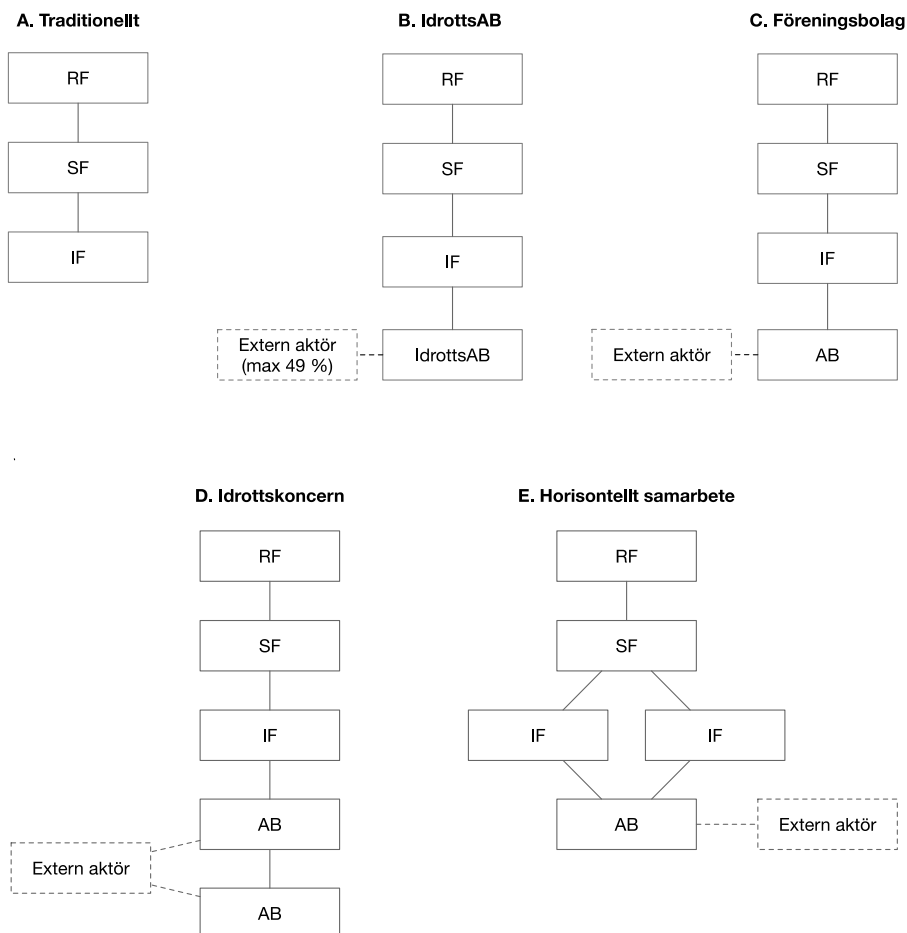 A. Traditionellt
RF
SF
IF
B. IdrottsAB
RF
SF
IF
Extern aktör
(max 49 %)
IdrottsAB
C. Föreningsbolag
RF
SF
IF
Extern aktör
AB
D. Idrottskoncern
RF
SF
IF
AB
Extern aktör
AB
E. Horisontellt samarbete
RF
SF
IF
IF
AB
Extern aktör